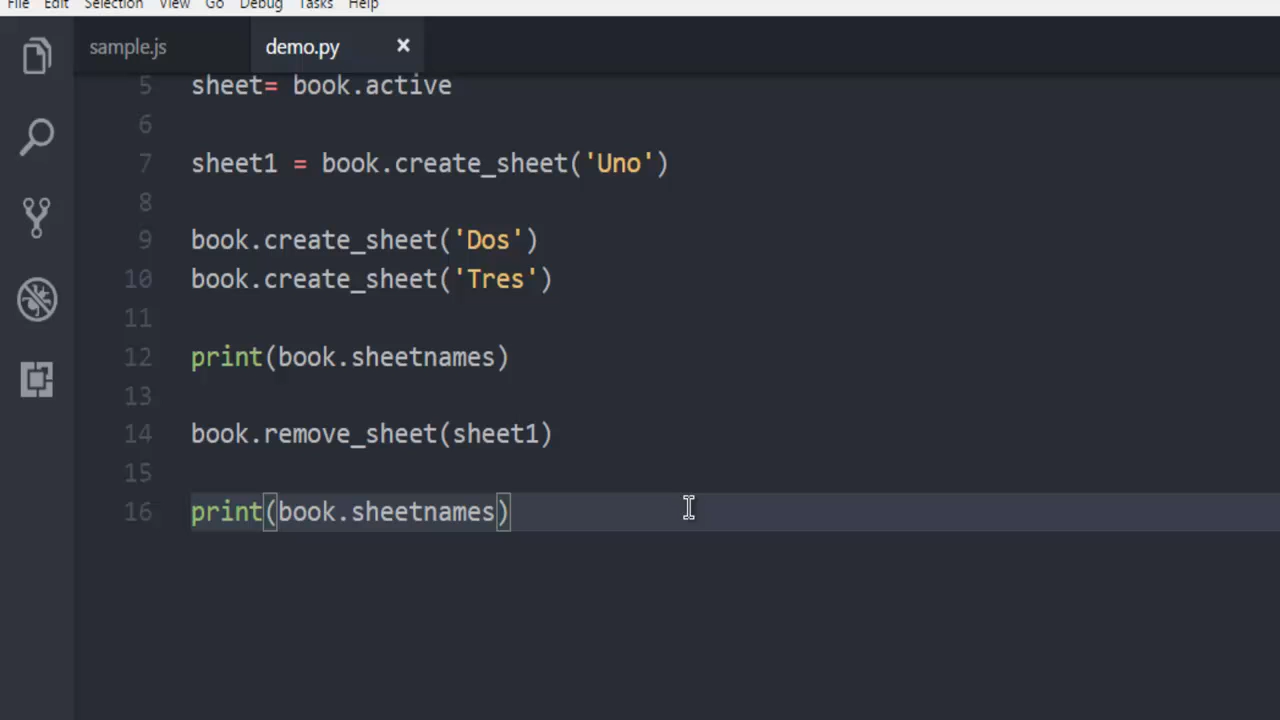 File Edit Selection View Go Debug Tasks Help
sample.js demo.py ×
5 sheet= book.active
6
7 sheet1 = book.create_sheet('Uno')
8
9 book.create_sheet('Dos')
10 book.create_sheet('Tres')
11
12 print(book.sheetnames)
13
14 book.remove_sheet(sheet1)
15
16 print(book.sheetnames)